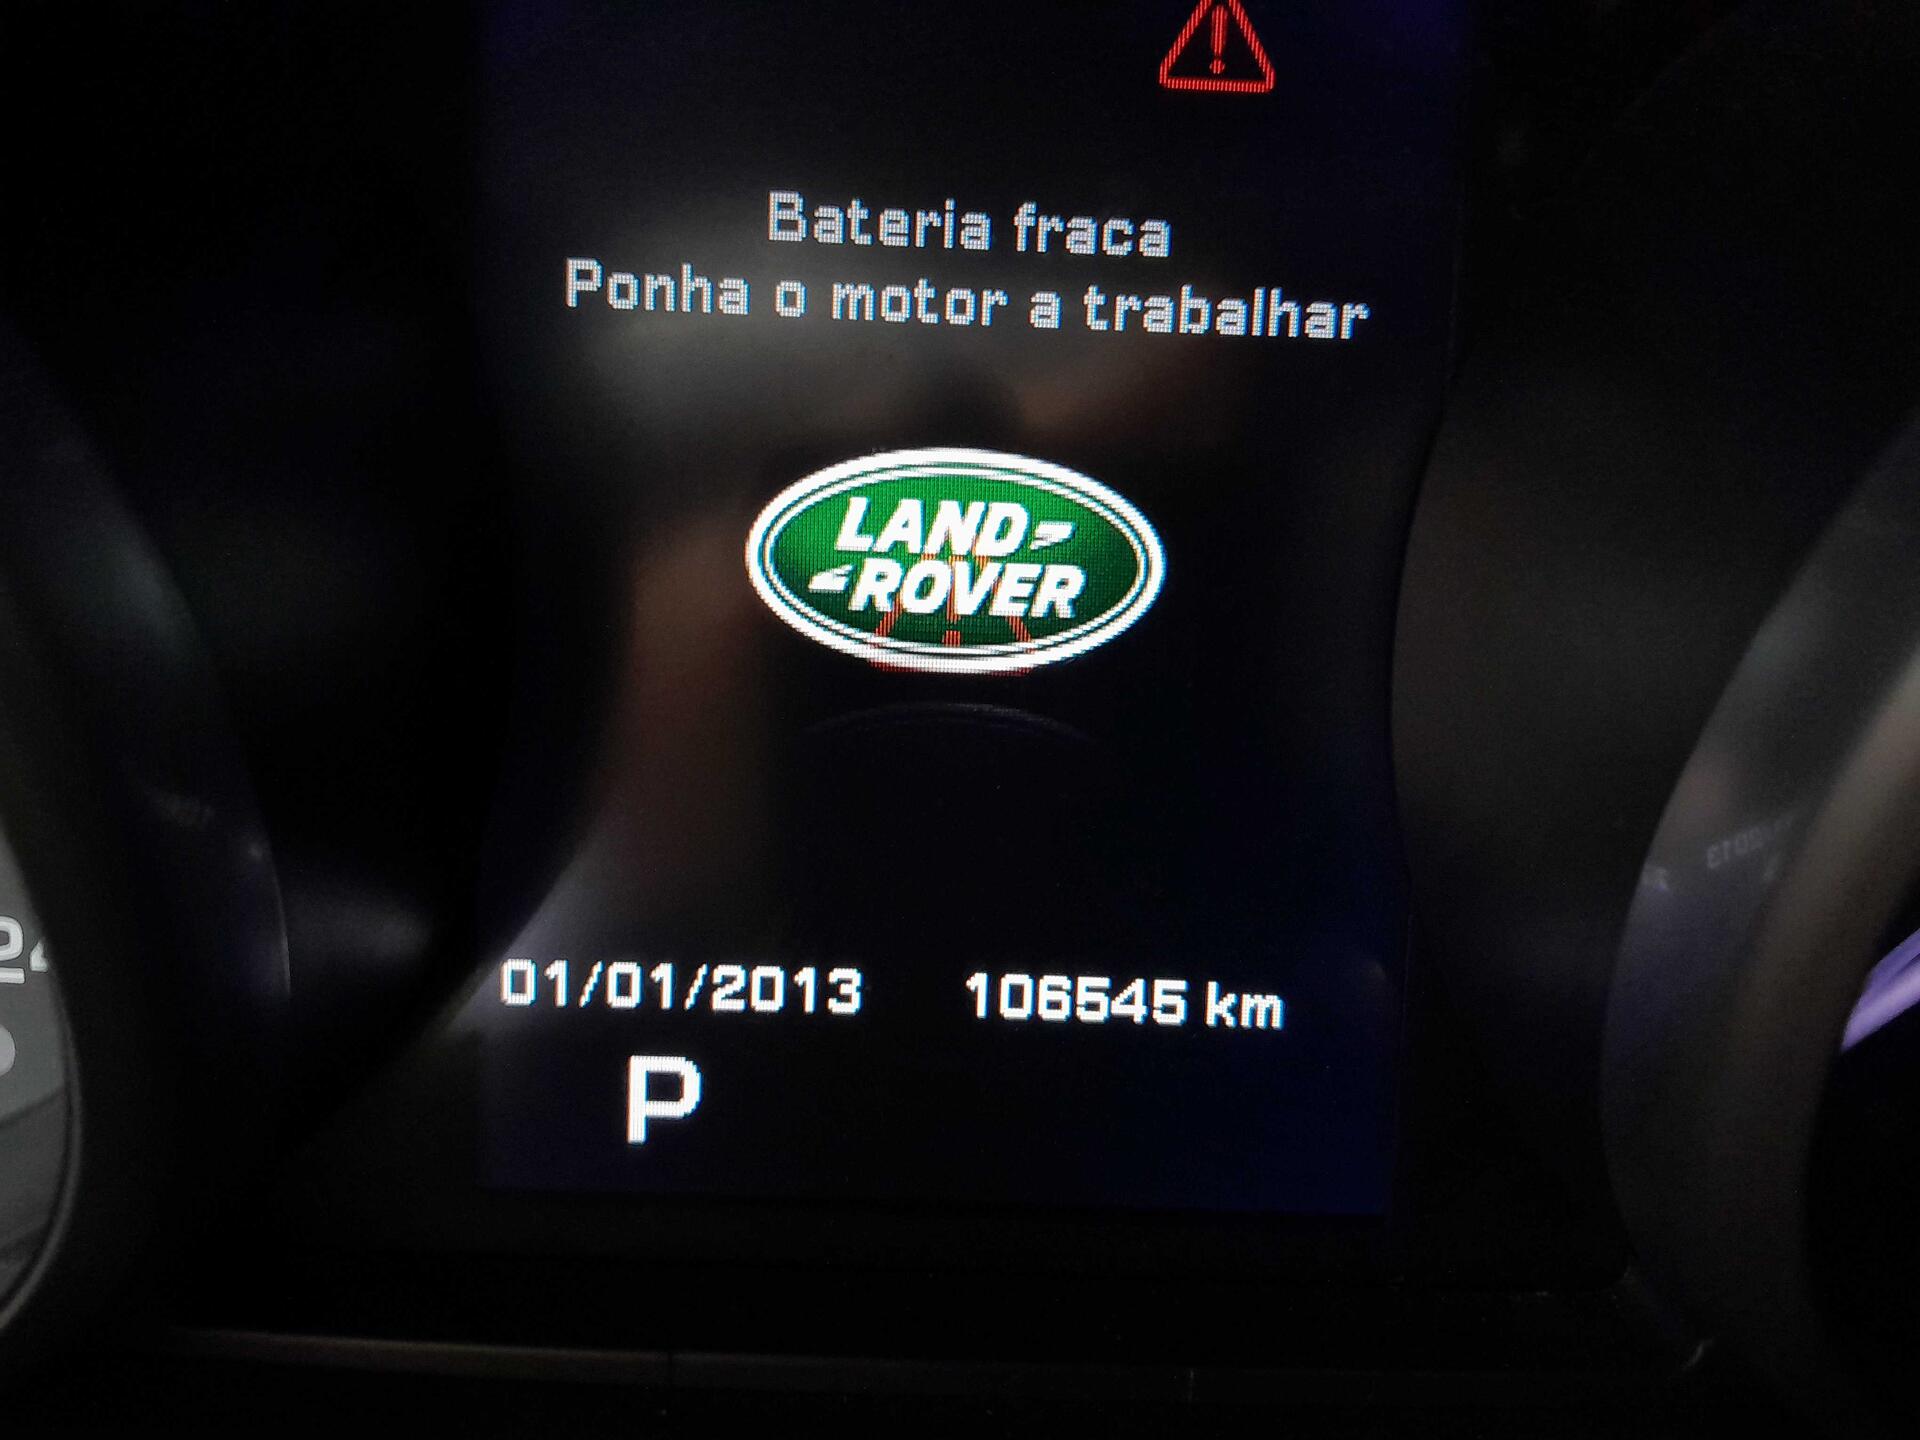 Bateria fraca
Ponha o motor a trabalhar
LAND
ROVER
01/01/2013 106545 km
P